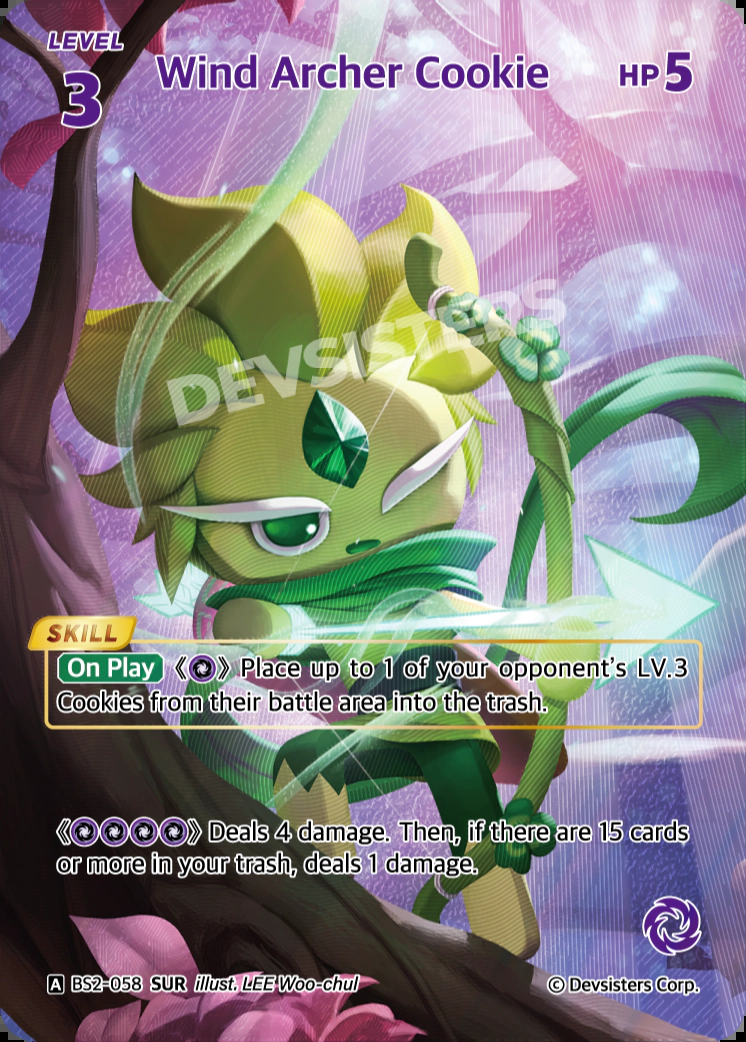 LEVEL
3
Wind Archer Cookie
HP 5
DEVSISTERS
SKILL
On Play 《》 Place up to 1 of your opponent's LV.3
Cookies from their battle area into the trash.
《》 Deals 4 damage. Then, if there are 15 cards
or more in your trash, deals 1 damage.
A BS2-058 SUR illust. LEE Woo-chul
© Devsisters Corp.